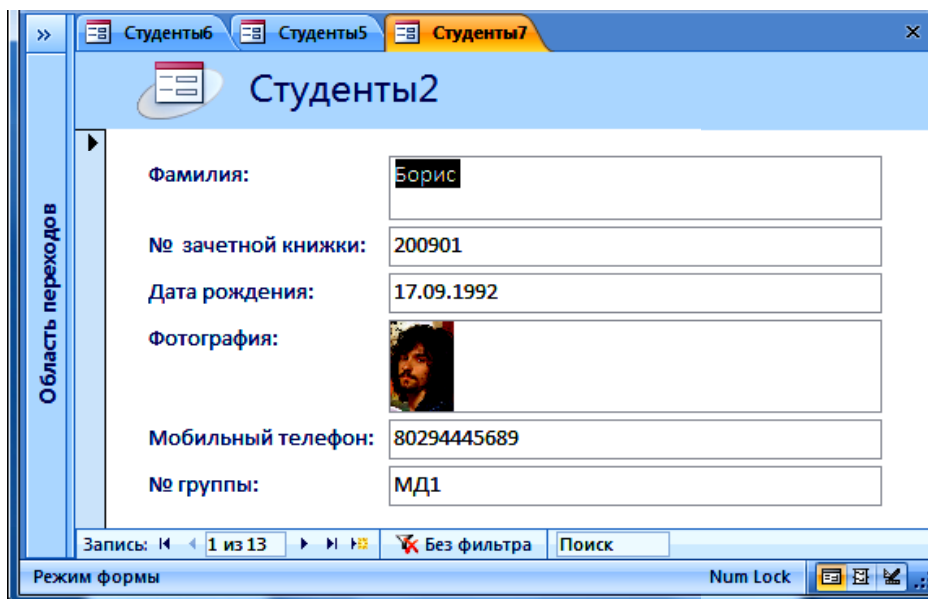 Студенты6 Студенты5 Студенты7
Студенты2
Область переходов
Фамилия: Борис
№ зачетной книжки: 200901
Дата рождения: 17.09.1992
Фотография:
Мобильный телефон: 80294445689
№ группы: МД1
Запись: 1 из 13 Без фильтра Поиск
Режим формы Num Lock